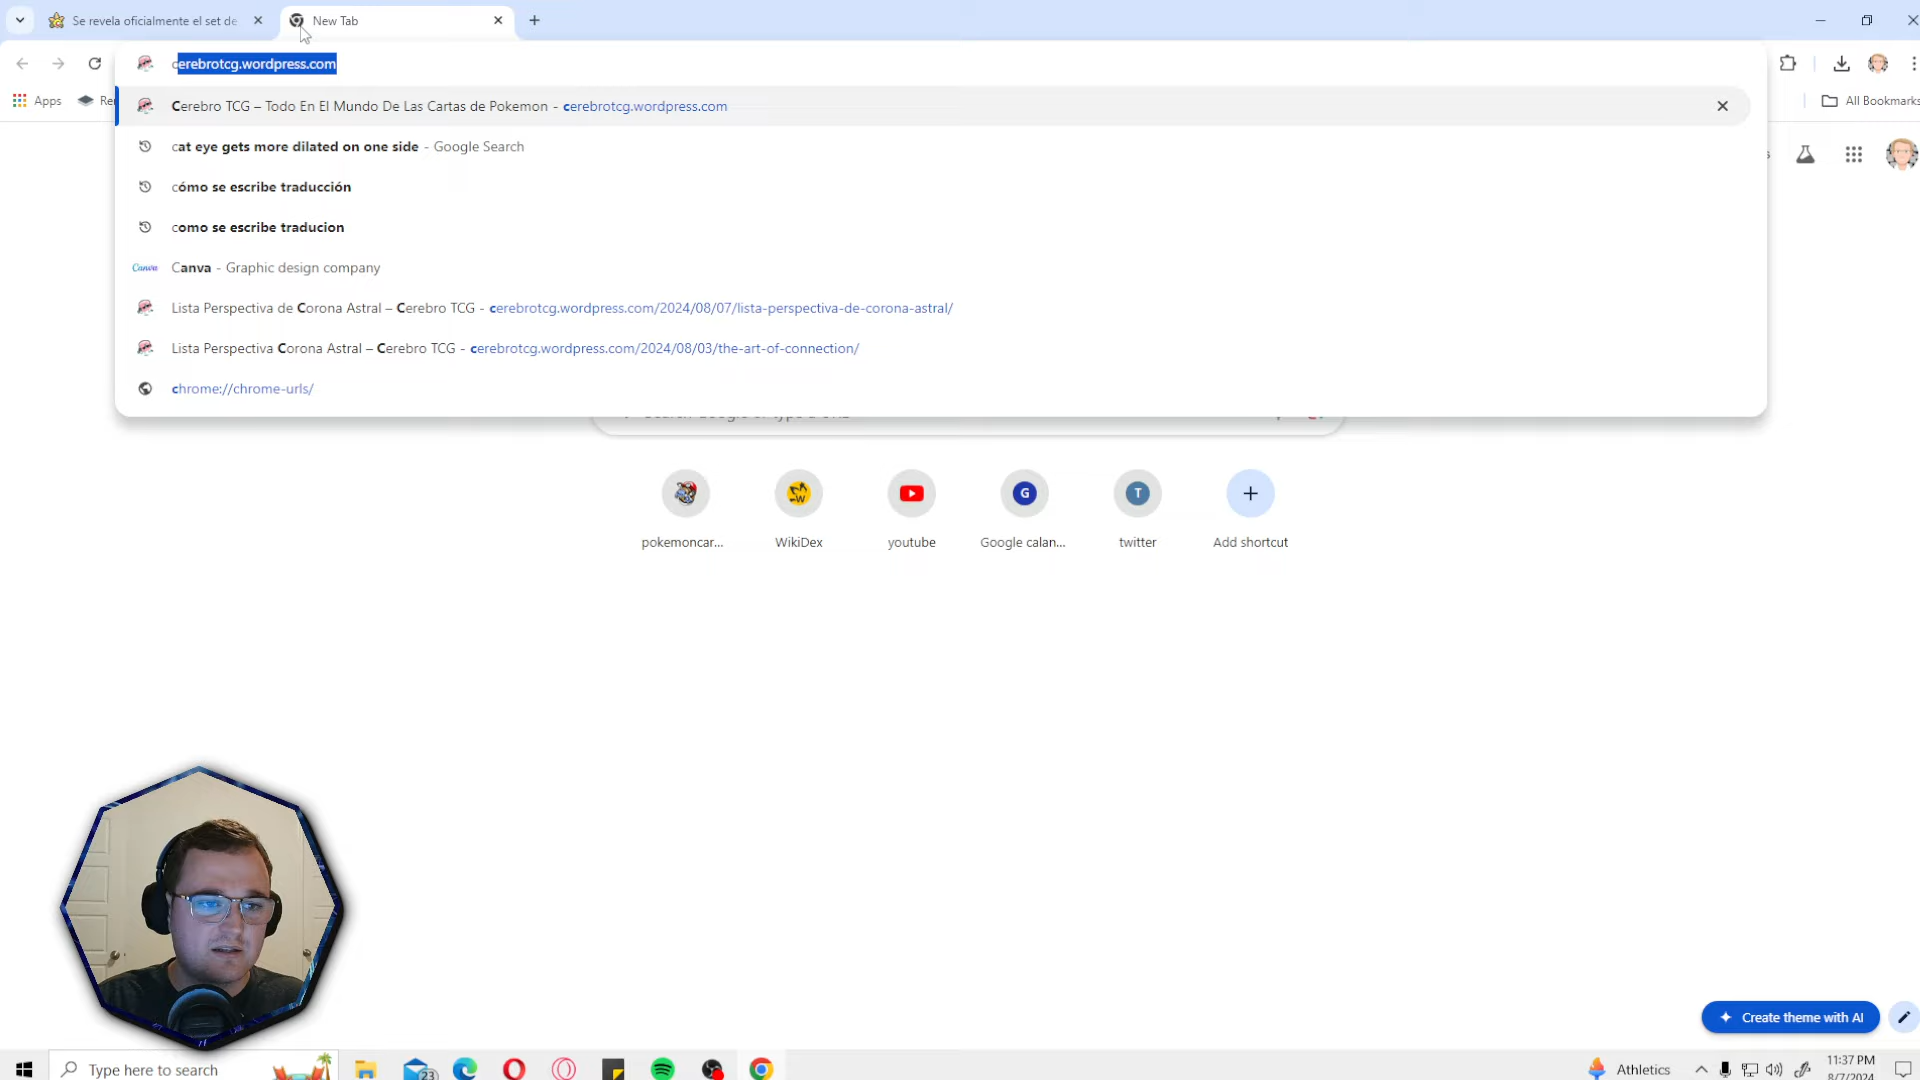 Se revela oficialmente el set de
New Tab
cerebrotcg.wordpress.com
Apps
All Bookmarks
Cerebro TCG – Todo En El Mundo De Las Cartas de Pokemon - cerebrotcg.wordpress.com
cat eye gets more dilated on one side - Google Search
cómo se escribe traducción
como se escribe traducion
Canva
Canva - Graphic design company
Lista Perspectiva de Corona Astral – Cerebro TCG - cerebrotcg.wordpress.com/2024/08/07/lista-perspectiva-de-corona-astral/
Lista Perspectiva Corona Astral – Cerebro TCG - cerebrotcg.wordpress.com/2024/08/03/the-art-of-connection/
chrome://chrome-urls/
W
G
T
pokemoncar...
WikiDex
youtube
Google calan...
twitter
Add shortcut
Create theme with AI
Type here to search
23
Athletics
11:37 PM
8/7/2024